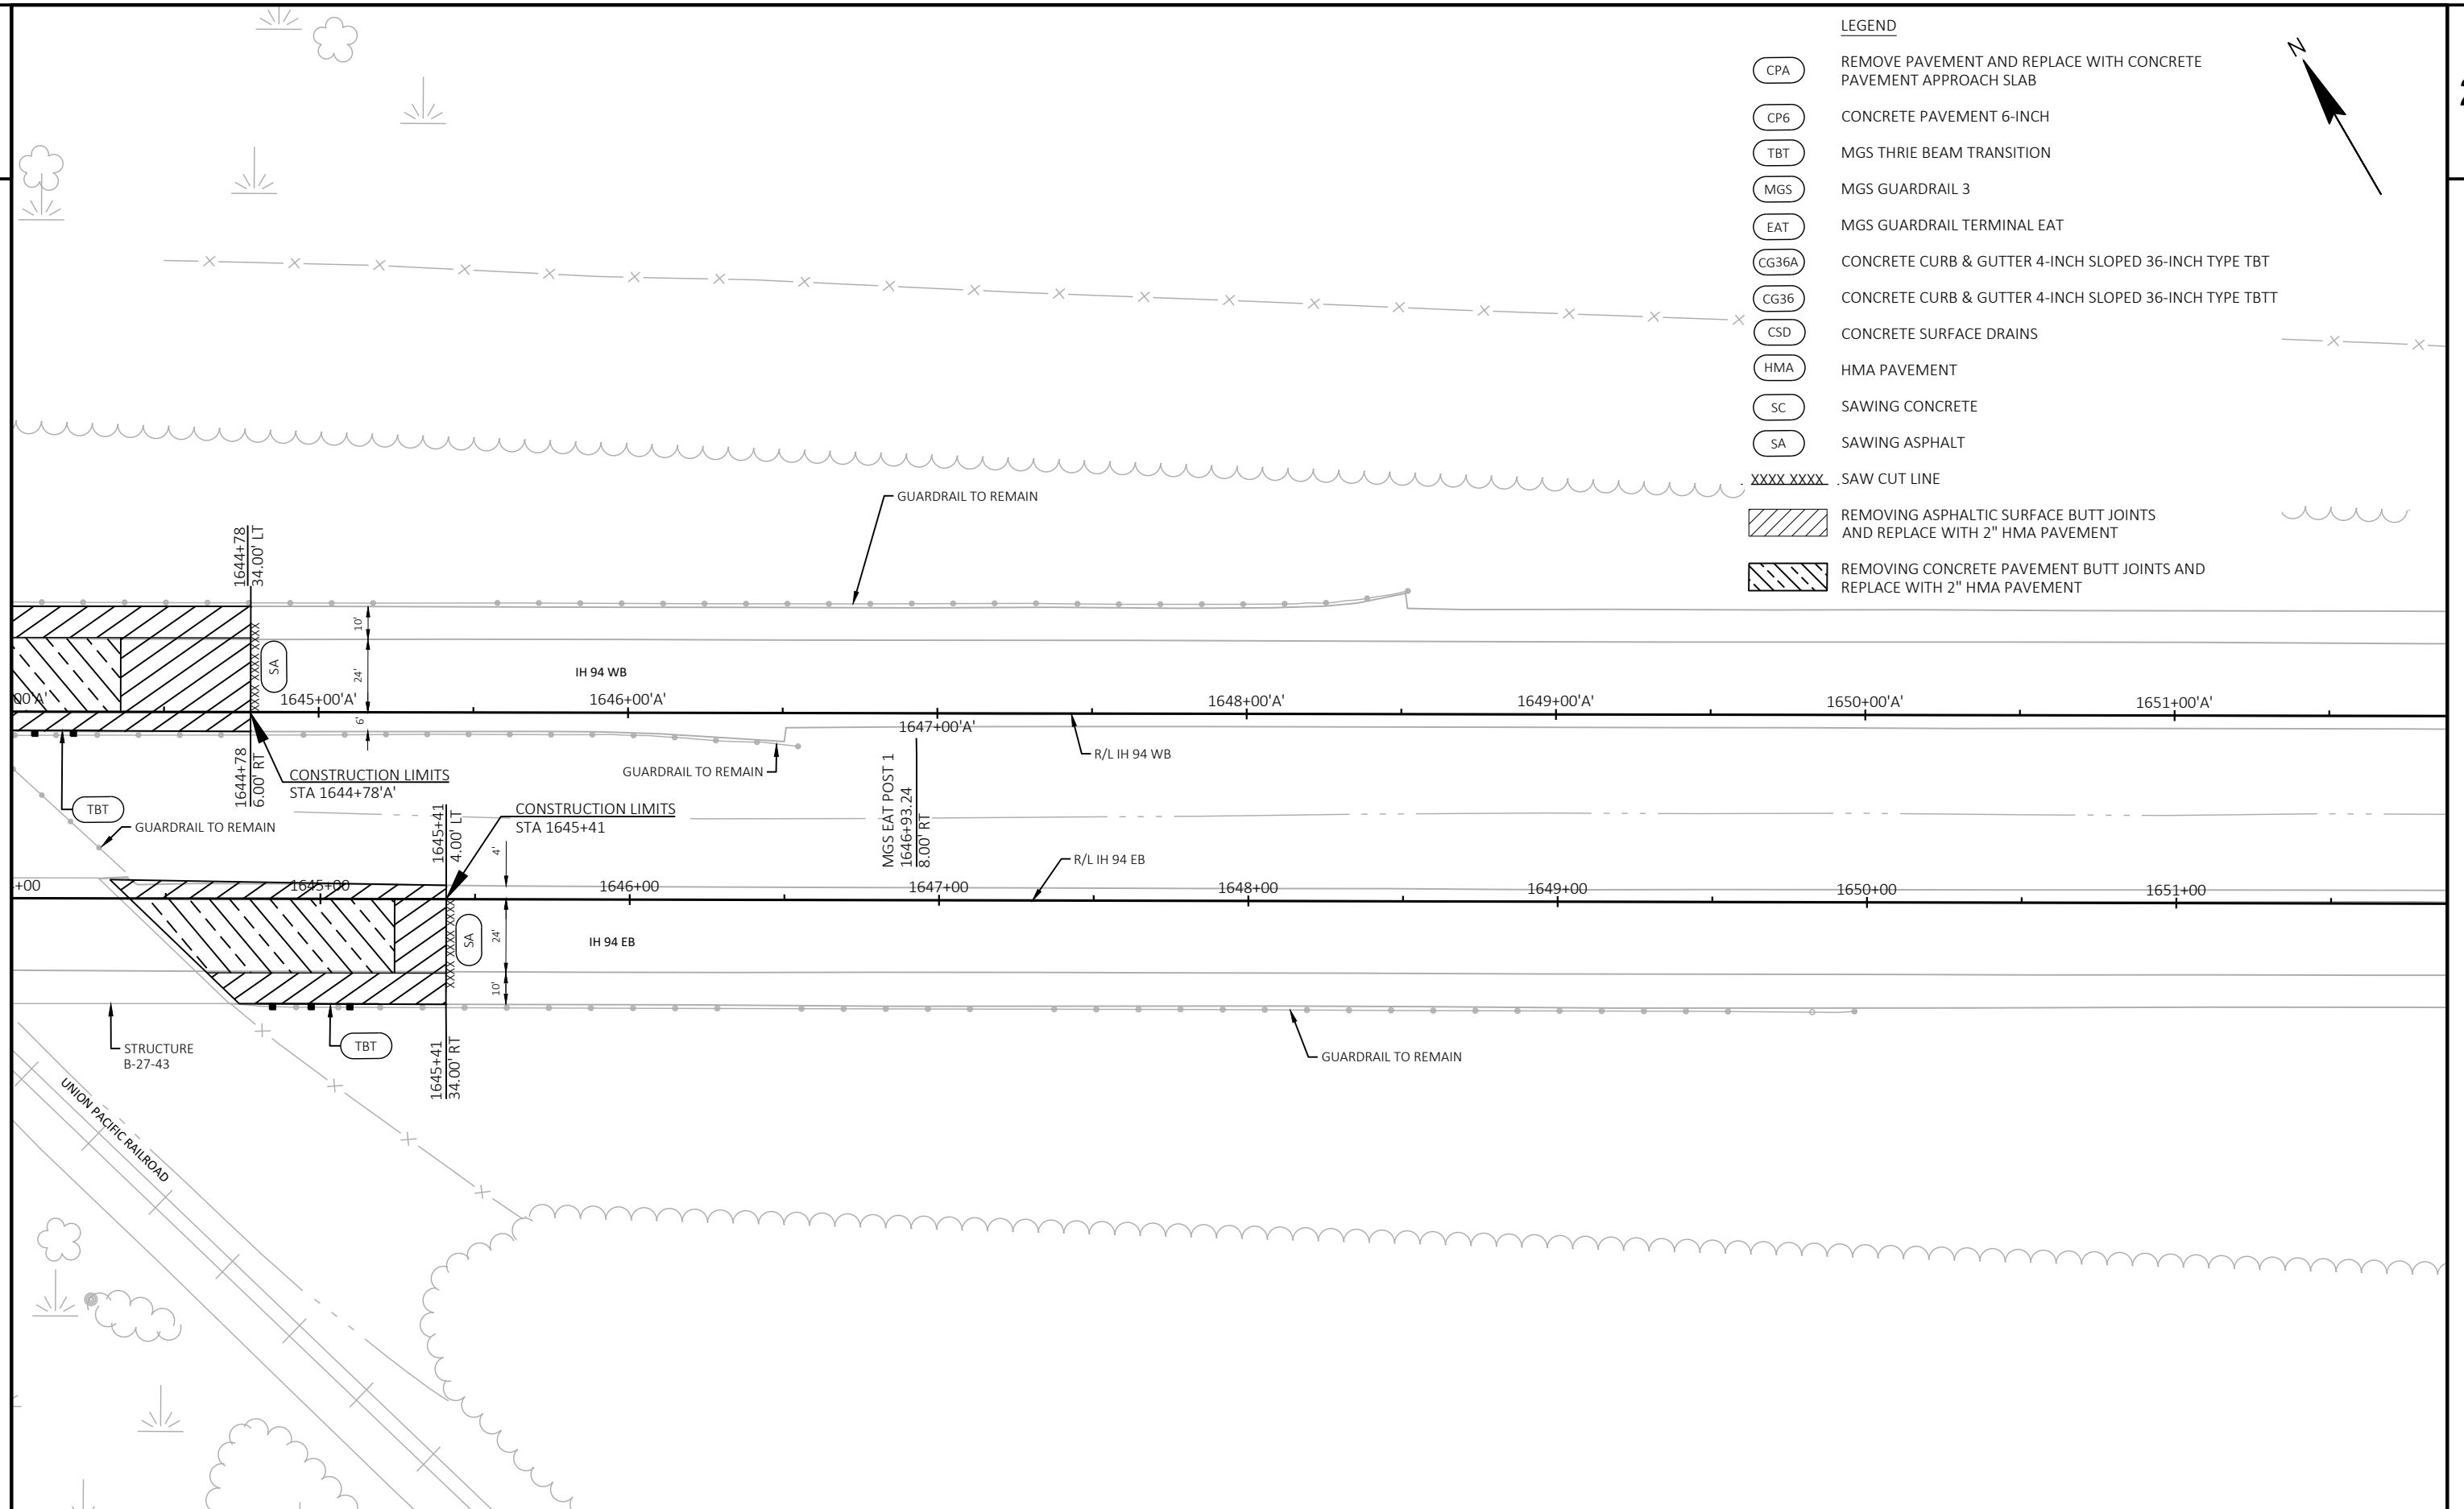 LEGEND
CPA
REMOVE PAVEMENT AND REPLACE WITH CONCRETE
PAVEMENT APPROACH SLAB
CP6
CONCRETE PAVEMENT 6-INCH
TBT
MGS THRIE BEAM TRANSITION
MGS
MGS GUARDRAIL 3
EAT
MGS GUARDRAIL TERMINAL EAT
CG36A
CONCRETE CURB & GUTTER 4-INCH SLOPED 36-INCH TYPE TBT
CG36
CONCRETE CURB & GUTTER 4-INCH SLOPED 36-INCH TYPE TBTT
CSD
CONCRETE SURFACE DRAINS
HMA
HMA PAVEMENT
SC
SAWING CONCRETE
SA
SAWING ASPHALT
XXXX XXXX
SAW CUT LINE
REMOVING ASPHALTIC SURFACE BUTT JOINTS
AND REPLACE WITH 2" HMA PAVEMENT
REMOVING CONCRETE PAVEMENT BUTT JOINTS AND
REPLACE WITH 2" HMA PAVEMENT
N
GUARDRAIL TO REMAIN
1644+78
34.00' LT
10'
24'
6'
SA
XXXX XXXX XXXX XXXX
IH 94 WB
00'A'
1645+00'A'
1646+00'A'
1647+00'A'
1648+00'A'
1649+00'A'
1650+00'A'
1651+00'A'
R/L IH 94 WB
GUARDRAIL TO REMAIN
1644+78
6.00' RT
CONSTRUCTION LIMITS
STA 1644+78'A'
TBT
GUARDRAIL TO REMAIN
1645+41
4.00' LT
CONSTRUCTION LIMITS
STA 1645+41
4'
MGS EAT POST 1
1646+93.24
8.00' RT
R/L IH 94 EB
+00
1645+00
1646+00
1647+00
1648+00
1649+00
1650+00
1651+00
XXXX XXXX XXXX XXXX
SA
24'
10'
IH 94 EB
STRUCTURE
B-27-43
TBT
1645+41
34.00' RT
GUARDRAIL TO REMAIN
UNION PACIFIC RAILROAD